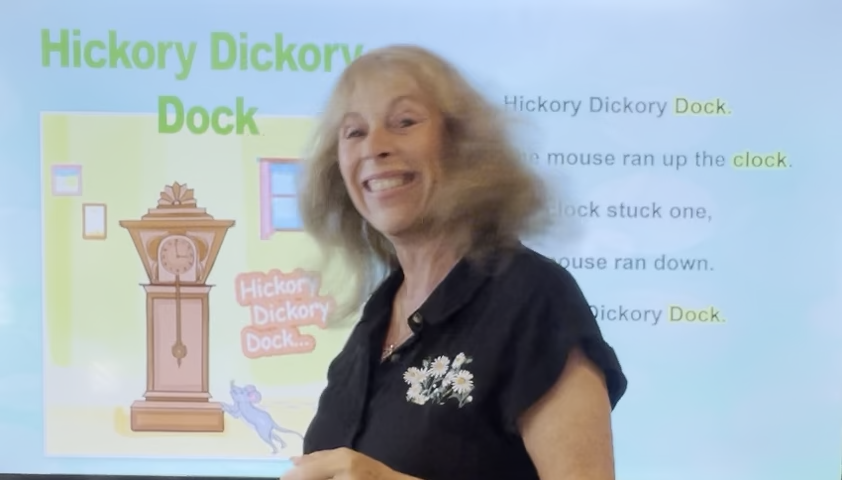 Hickory Dickory
Dock
Hickory
Dickory
Dock...
Hickory Dickory Dock.
mouse ran up the clock.
clock stuck one,
mouse ran down.
Dickory Dock.